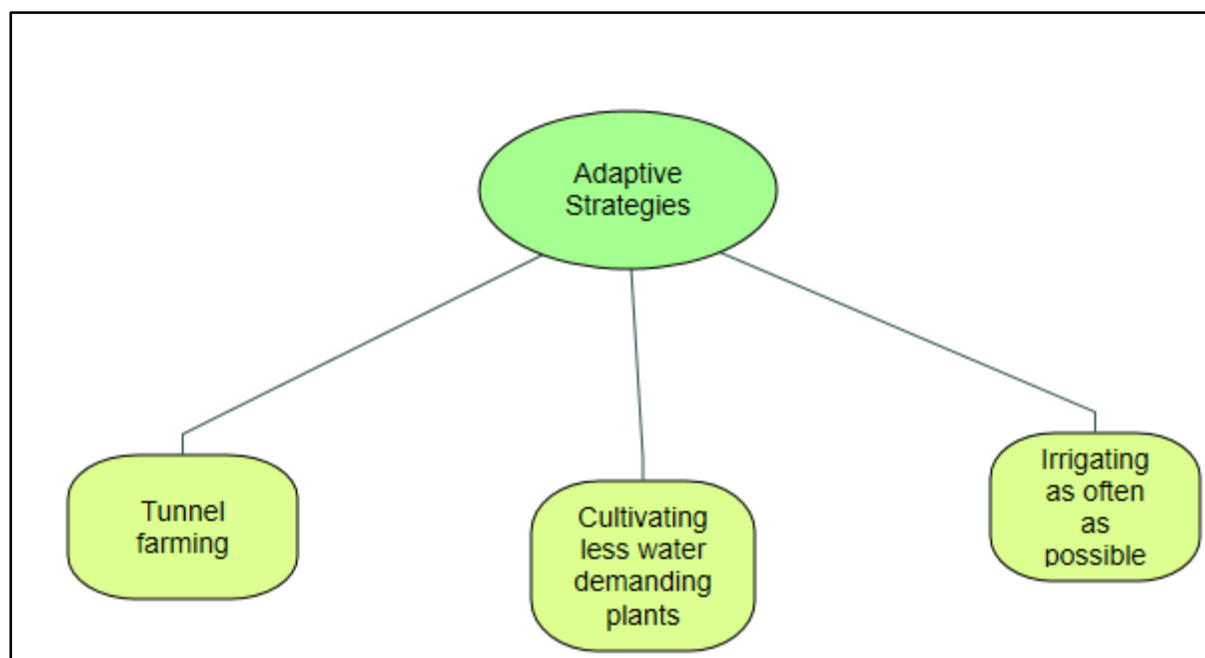 Adaptive
Strategies
Tunnel
farming
Cultivating
less water
demanding
plants
Irrigating
as often
as
possible